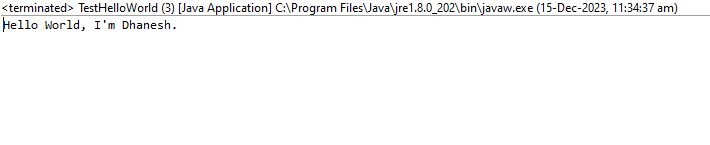 <terminated> TestHelloWorld (3) [Java Application] C:\Program Files\Java\jre1.8.0_202\bin\javaw.exe (15-Dec-2023, 11:34:37 am)
Hello World, I'm Dhanesh.